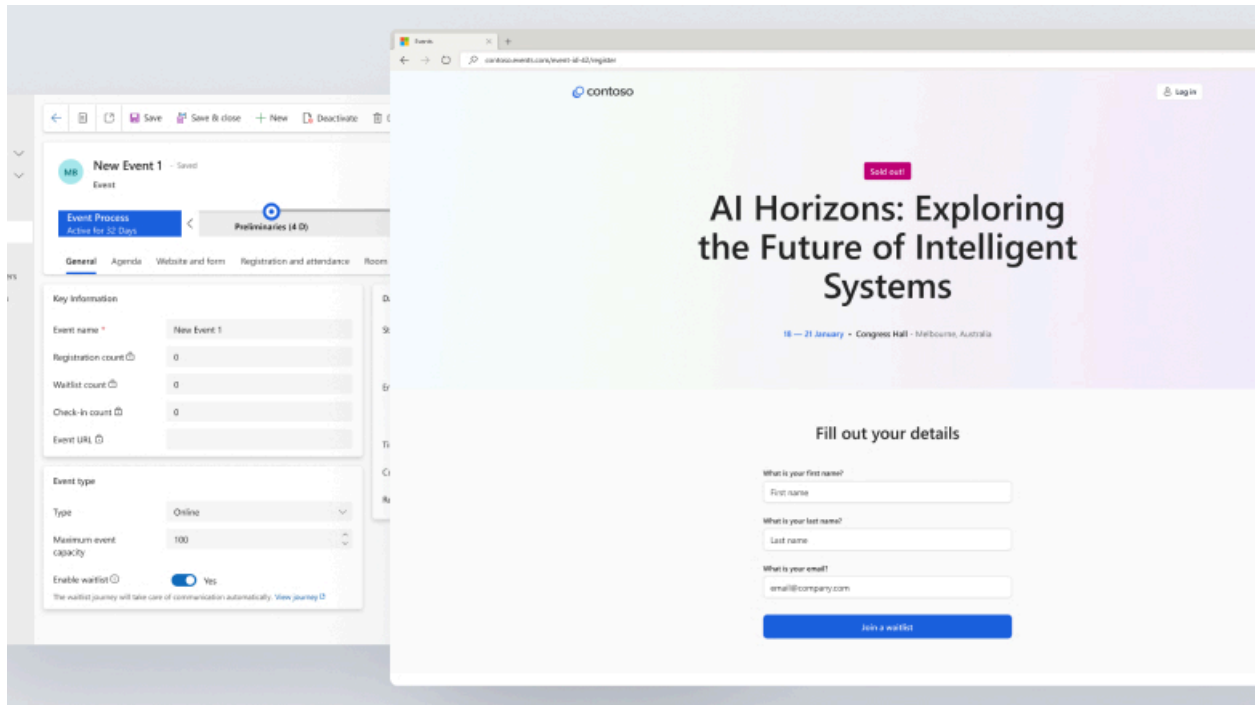 Save
Save & close
New
Deactivate
MB
New Event 1 - Saved
Event
Event Process
Active for 32 Days
Preliminaries (4 D)
General
Agenda
Website and form
Registration and attendance
Room
Key Information
Event name *
New Event 1
Registration count
0
Waitlist count
0
Check-in count
0
Event URL
Event type
Type
Online
Maximum event
capacity
100
Enable waitlist
Yes
The waitlist journey will take care of communication automatically. View journey
Events
contoso.events.com/event-id-42/register
contoso
Log in
Sold out!
AI Horizons: Exploring
the Future of Intelligent
Systems
18 — 21 January • Congress Hall - Melbourne, Australia
Fill out your details
What is your first name?
First name
What is your last name?
Last name
What is your email?
email@company.com
Join a waitlist